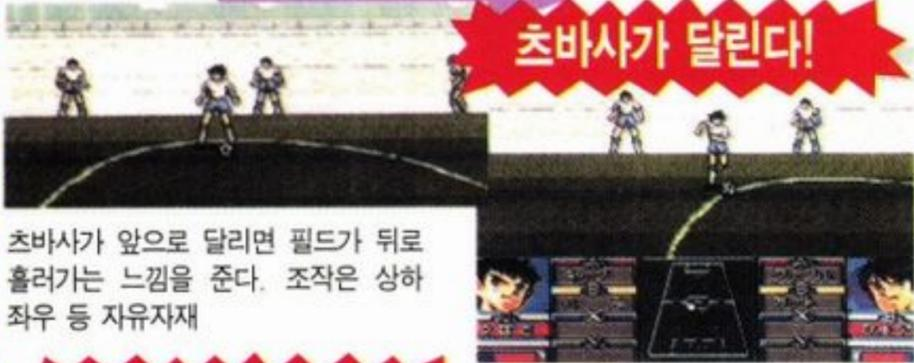 츠바사가 달린다!
츠바사가 앞으로 달리면 필드가 뒤로
흘러가는 느낌을 준다. 조작은 상하
좌우 등 자유자재